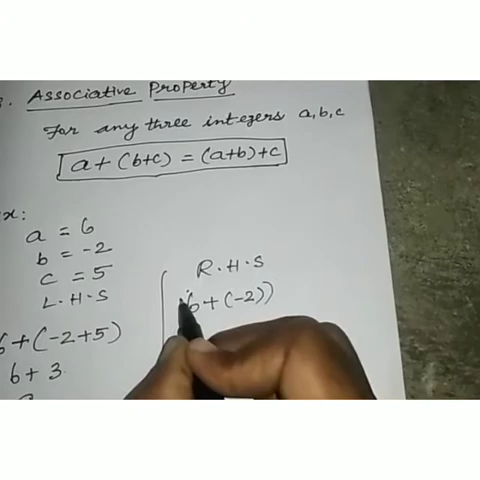 Associative Property
For any three integers a,b,c
a+(b+c) = (a+b)+c
a = 6
b = -2
c = 5
L.H.S
6+(-2+5)
6+3
R.H.S
6+(-2))